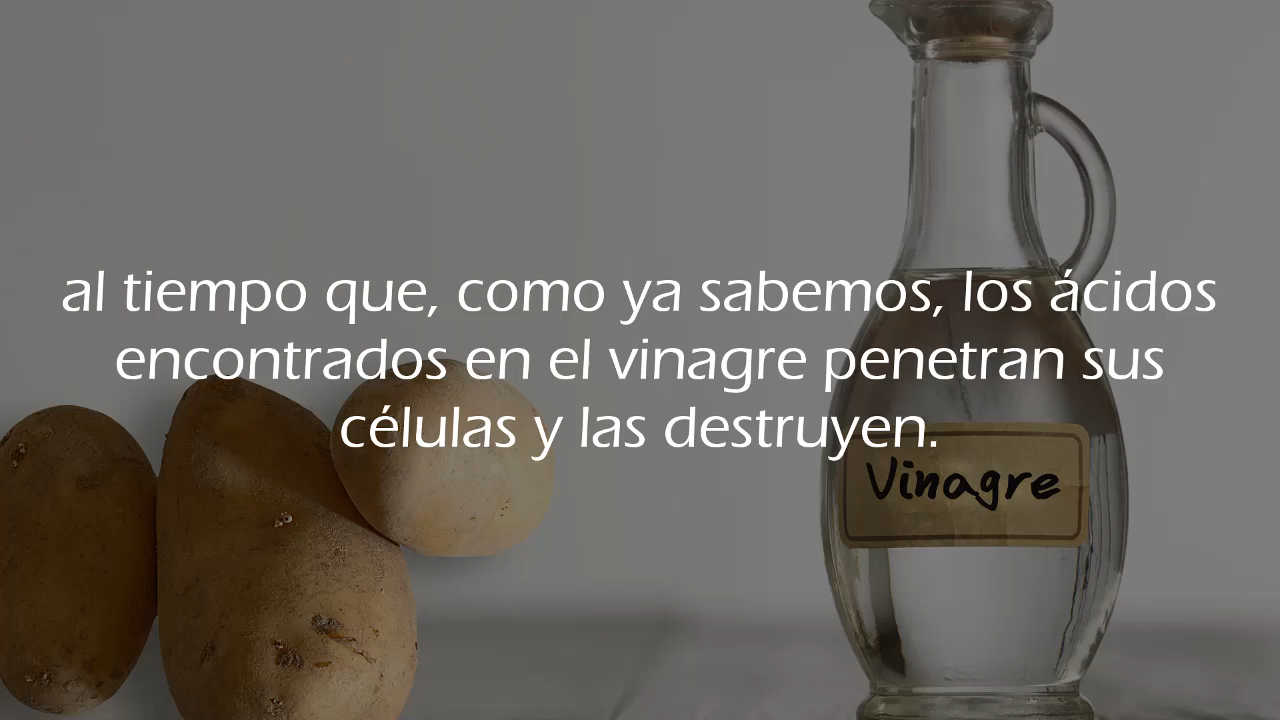 al tiempo que, como ya sabemos, los ácidos
encontrados en el vinagre penetran sus
células y las destruyen.
Vinagre